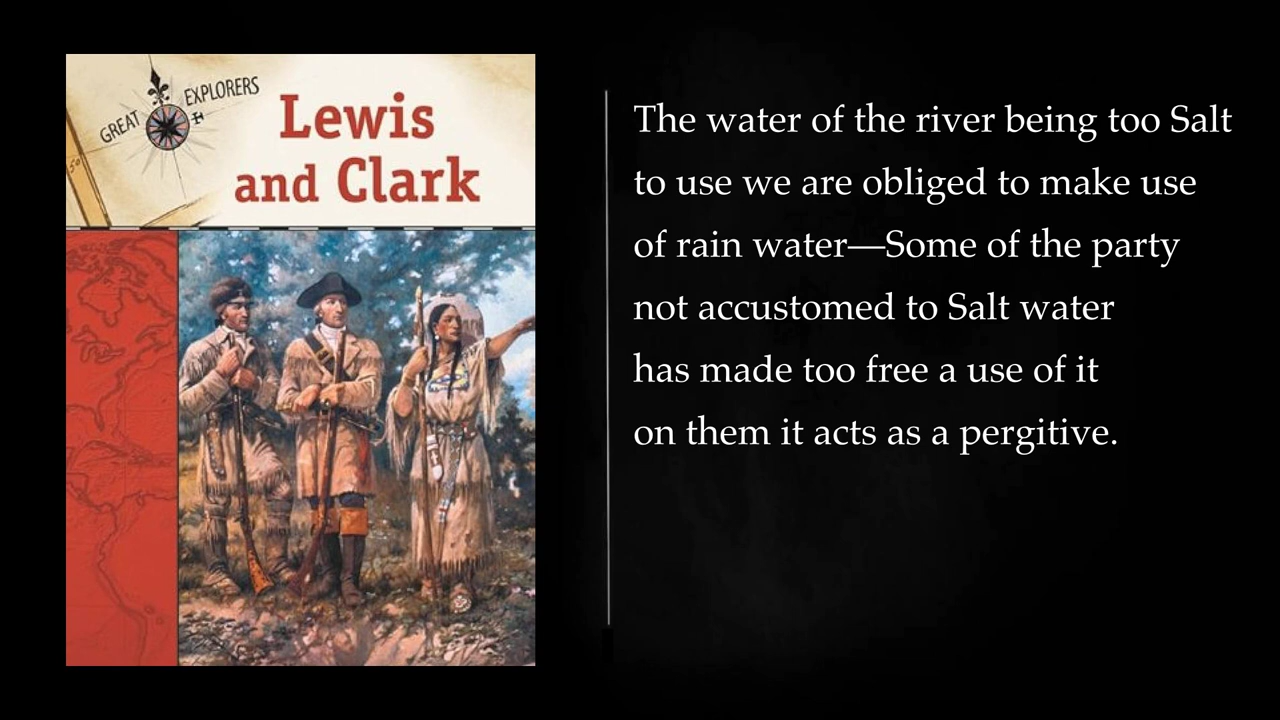 GREAT EXPLORERS
Lewis
and Clark
The water of the river being too Salt
to use we are obliged to make use
of rain water—Some of the party
not accustomed to Salt water
has made too free a use of it
on them it acts as a pergitive.